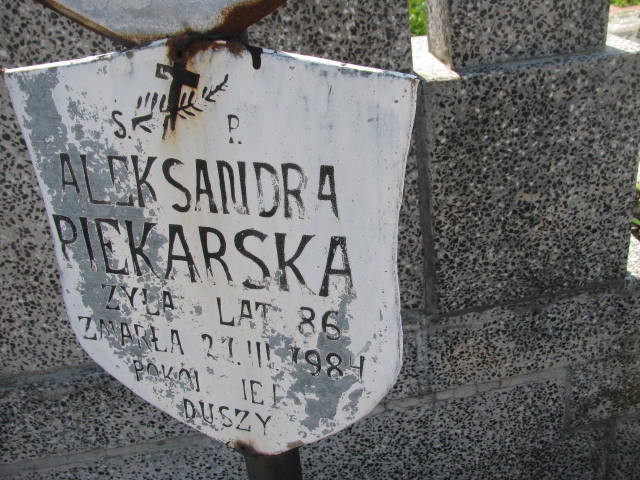 Ś. P.
ALEKSANDRA
PIEKARSKA
ŻYŁA LAT 86
ZMARŁA 27 III 1984
POKÓJ JEJ
DUSZY